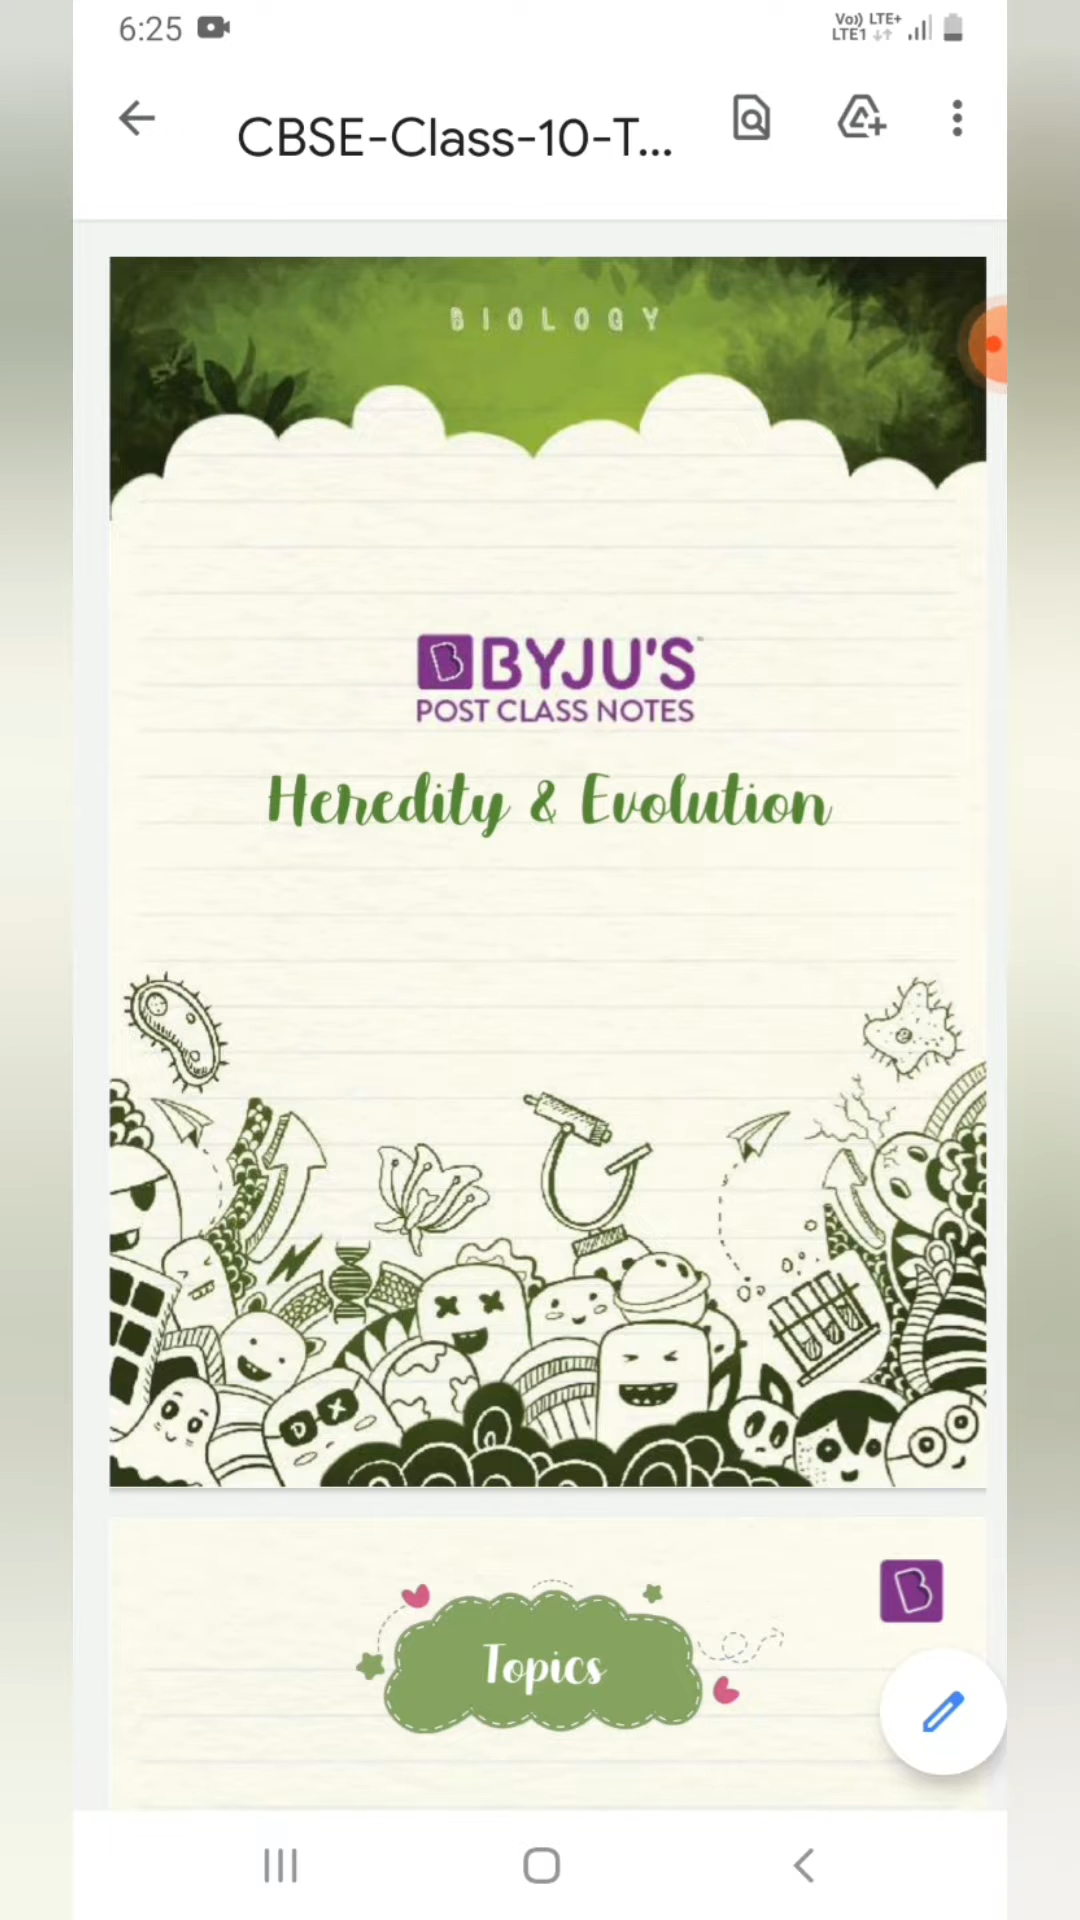 6:25
Vo)) LTE+
LTE1
CBSE-Class-10-T...
BIOLOGY
BYJU'S
POST CLASS NOTES
Heredity & Evolution
D X
Topics